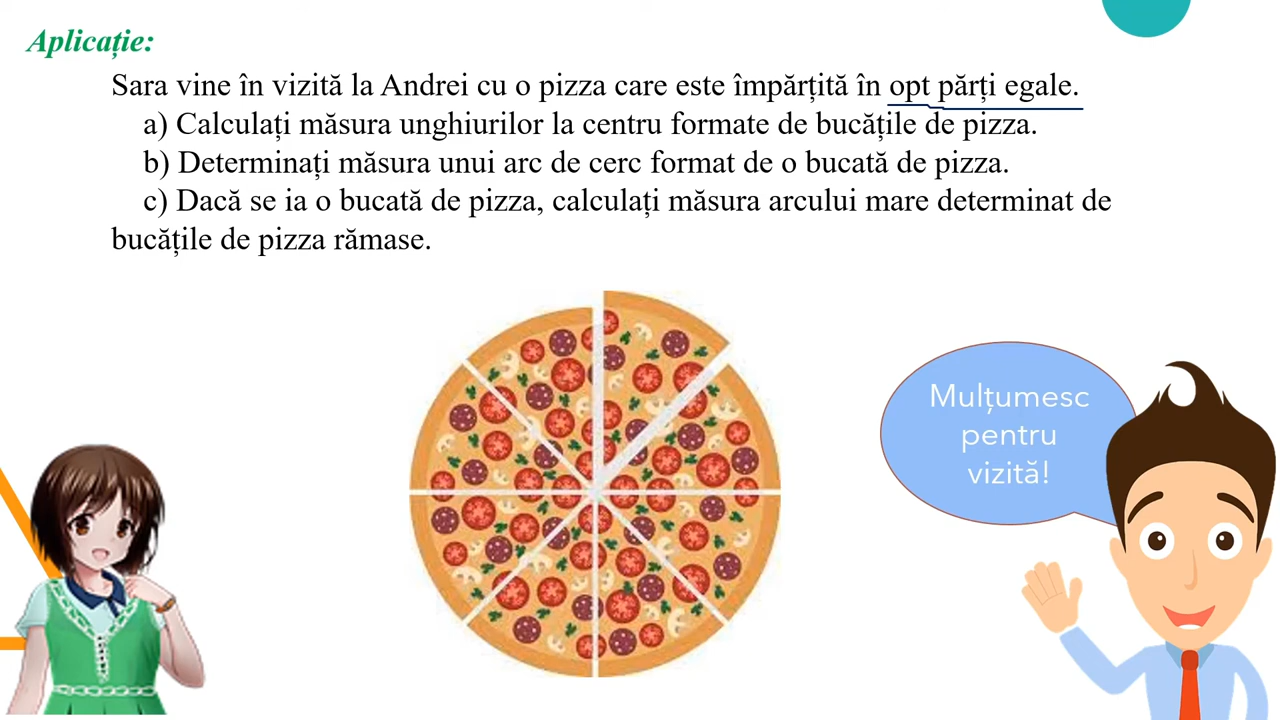 Aplicație:
Sara vine în vizită la Andrei cu o pizza care este împărțită în opt părți egale.
a) Calculați măsura unghiurilor la centru formate de bucățile de pizza.
b) Determinați măsura unui arc de cerc format de o bucată de pizza.
c) Dacă se ia o bucată de pizza, calculați măsura arcului mare determinat de
bucățile de pizza rămase.
Mulțumesc
pentru
vizită!